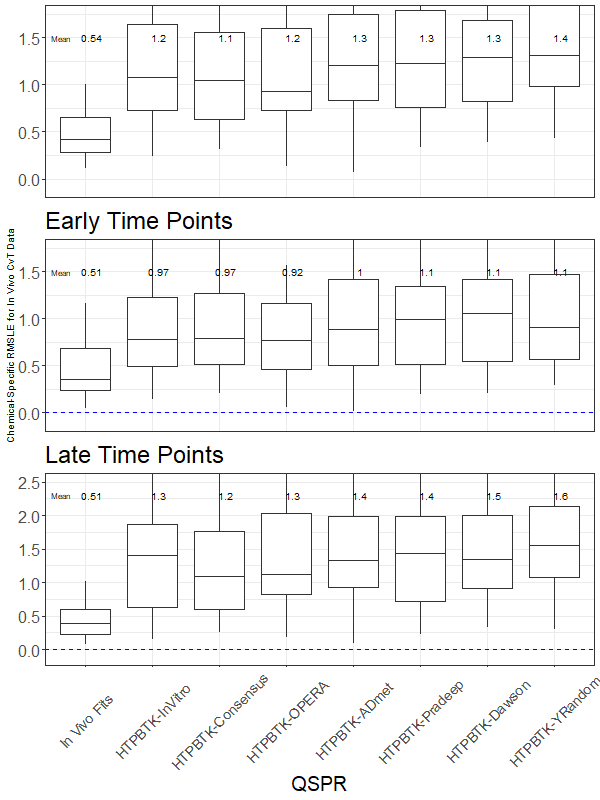 Mean 0.54 1.2 1.1 1.2 1.3 1.3 1.3 1.4
1.5
1.0
0.5
0.0
Early Time Points
Mean 0.51 0.97 0.97 0.92 1 1.1 1.1 1.1
1.5
1.0
0.5
0.0
Chemical-Specific RMSLE for In Vivo CvT Data
Late Time Points
2.5
Mean 0.51 1.3 1.2 1.3 1.4 1.4 1.5 1.6
2.0
1.5
1.0
0.5
0.0
In Vivo Fits
HTPBTK-InVitro
HTPBTK-Consensus
HTPBTK-OPERA
HTPBTK-ADmet
HTPBTK-Pradeep
HTPBTK-Dawson
HTPBTK-YRandom
QSPR